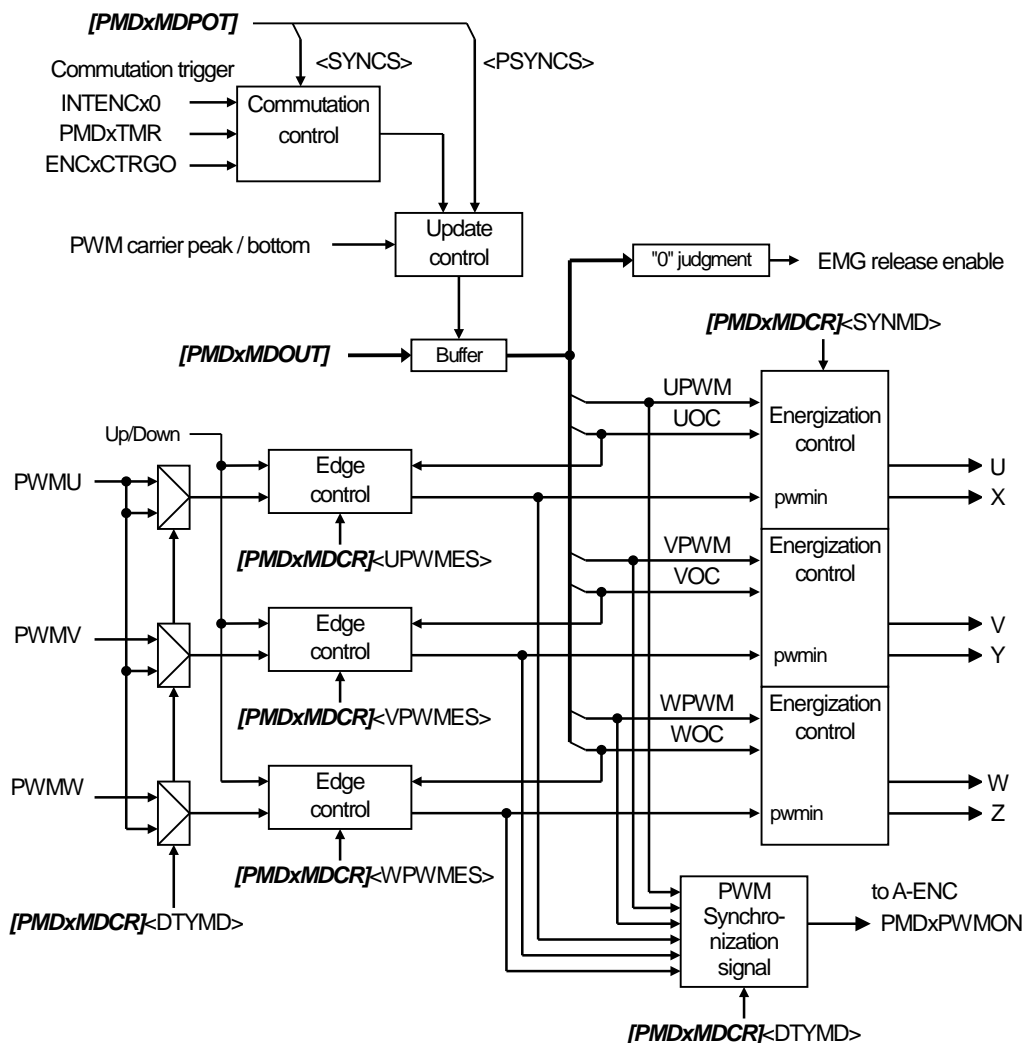 [PMDxMDPOT]
<SYNCS>
<PSYNCS>
Commutation trigger
INTENCx0
PMDxTMR
ENCxCTRGO
Commutation
control
PWM carrier peak / bottom
Update
control
"0" judgment
EMG release enable
[PMDxMDCR]<SYNMD>
[PMDxMDOUT]
Buffer
UPWM
UOC
Energization
control
pwmin
U
X
Up/Down
PWMU
Edge
control
[PMDxMDCR]<UPWMES>
VPWM
VOC
Energization
control
pwmin
V
Y
PWMV
Edge
control
[PMDxMDCR]<VPWMES>
WPWM
WOC
Energization
control
pwmin
W
Z
PWMW
Edge
control
[PMDxMDCR]<WPWMES>
[PMDxMDCR]<DTYMD>
PWM
Synchro-
nization
signal
to A-ENC
PMDxPWMON
[PMDxMDCR]<DTYMD>